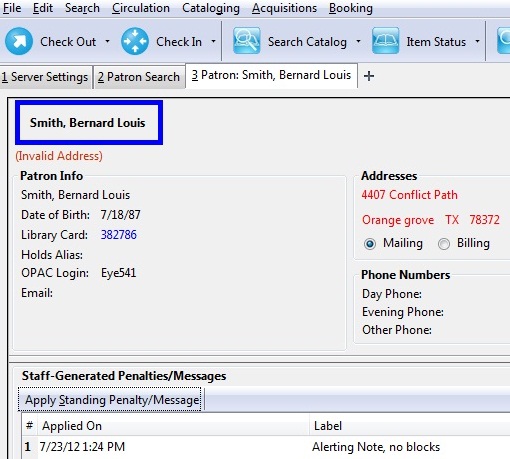 File Edit Search Circulation Cataloging Acquisitions Booking
Check Out Check In Search Catalog Item Status
1 Server Settings 2 Patron Search 3 Patron: Smith, Bernard Louis +
Smith, Bernard Louis
(Invalid Address)
Patron Info
Smith, Bernard Louis
Date of Birth: 7/18/87
Library Card: 382786
Holds Alias:
OPAC Login: Eye541
Email:
Addresses
4407 Conflict Path
Orange grove TX 78372
Mailing Billing
Phone Numbers
Day Phone:
Evening Phone:
Other Phone:
Staff-Generated Penalties/Messages
Apply Standing Penalty/Message
# Applied On Label
1 7/23/12 1:24 PM Alerting Note, no blocks